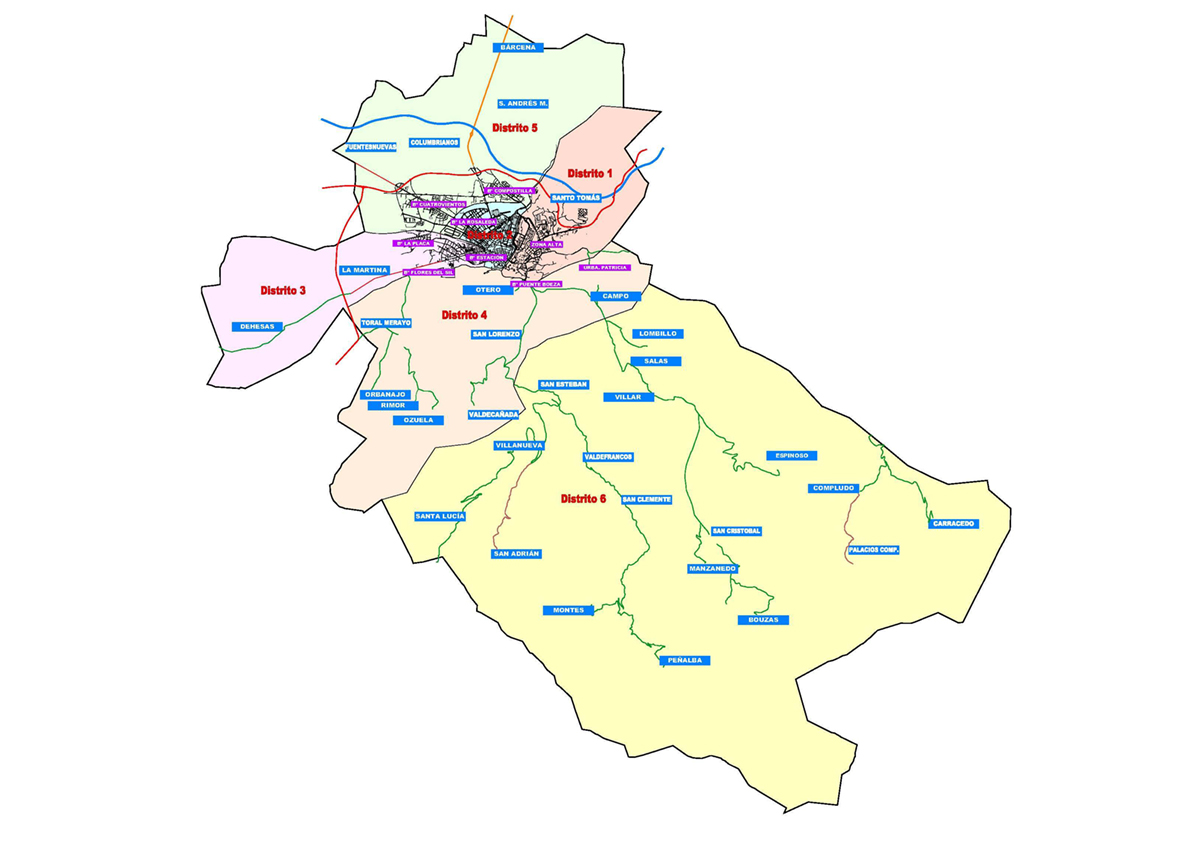 BÁRCENA
S. ANDRÉS M.
Distrito 5
COLUMBRIANOS
FUENTESNUEVAS
Distrito 1
Bº COMPOSTILLA
SANTO TOMÁS
Bº CUATROVIENTOS
Bº LA ROSALEDA
Distrito 2
Bº LA PLACA
ZONA ALTA
Bº ESTACIÓN
LA MARTINA
Bº FLORES DEL SIL
URBA. PATRICIA
Bº PUENTE BOEZA
OTERO
CAMPO
Distrito 3
Distrito 4
DEHESAS
TORAL MERAYO
SAN LORENZO
LOMBILLO
SALAS
SAN ESTEBAN
ORBANAJO
RIMOR
VILLAR
OZUELA
VALDECAÑADA
VILLANUEVA
VALDEFRANCOS
ESPINOSO
COMPLUDO
Distrito 6
SAN CLEMENTE
SANTA LUCÍA
CARRACEDO
SAN CRISTOBAL
SAN ADRIÁN
PALACIOS COMP.
MANZANEDO
MONTES
BOUZAS
PEÑALBA